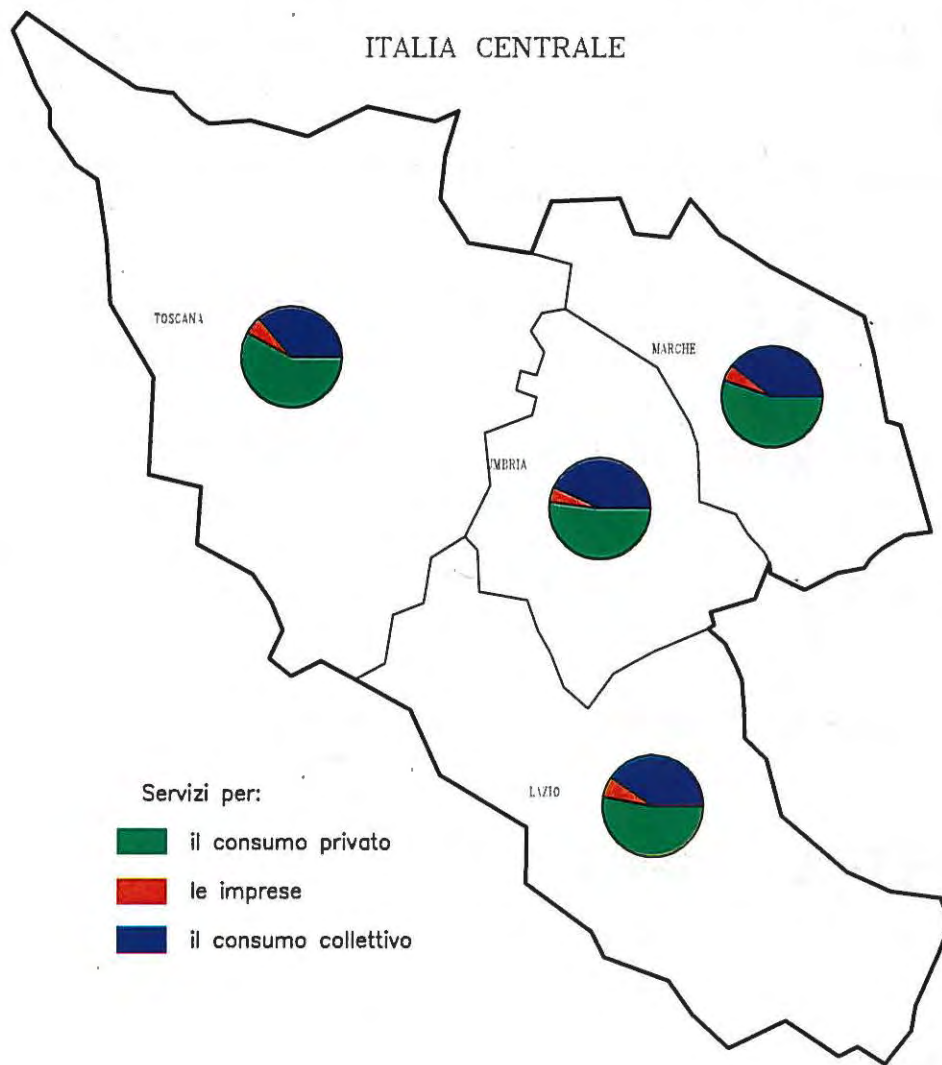 ITALIA CENTRALE
TOSCANA
MARCHE
UMBRIA
LAZIO
Servizi per:
il consumo privato
le imprese
il consumo collettivo